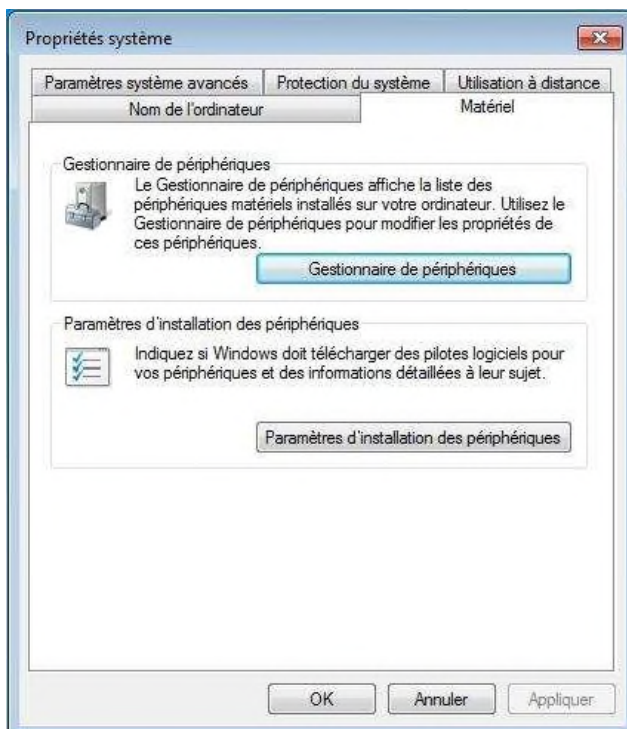 Propriétés système
Paramètres système avancés
Protection du système
Utilisation à distance
Nom de l'ordinateur
Matériel
Gestionnaire de périphériques
Le Gestionnaire de périphériques affiche la liste des
périphériques matériels installés sur votre ordinateur. Utilisez le
Gestionnaire de périphériques pour modifier les propriétés de
ces périphériques.
Gestionnaire de périphériques
Paramètres d'installation des périphériques
Indiquez si Windows doit télécharger des pilotes logiciels pour
vos périphériques et des informations détaillées à leur sujet.
Paramètres d'installation des périphériques
OK
Annuler
Appliquer